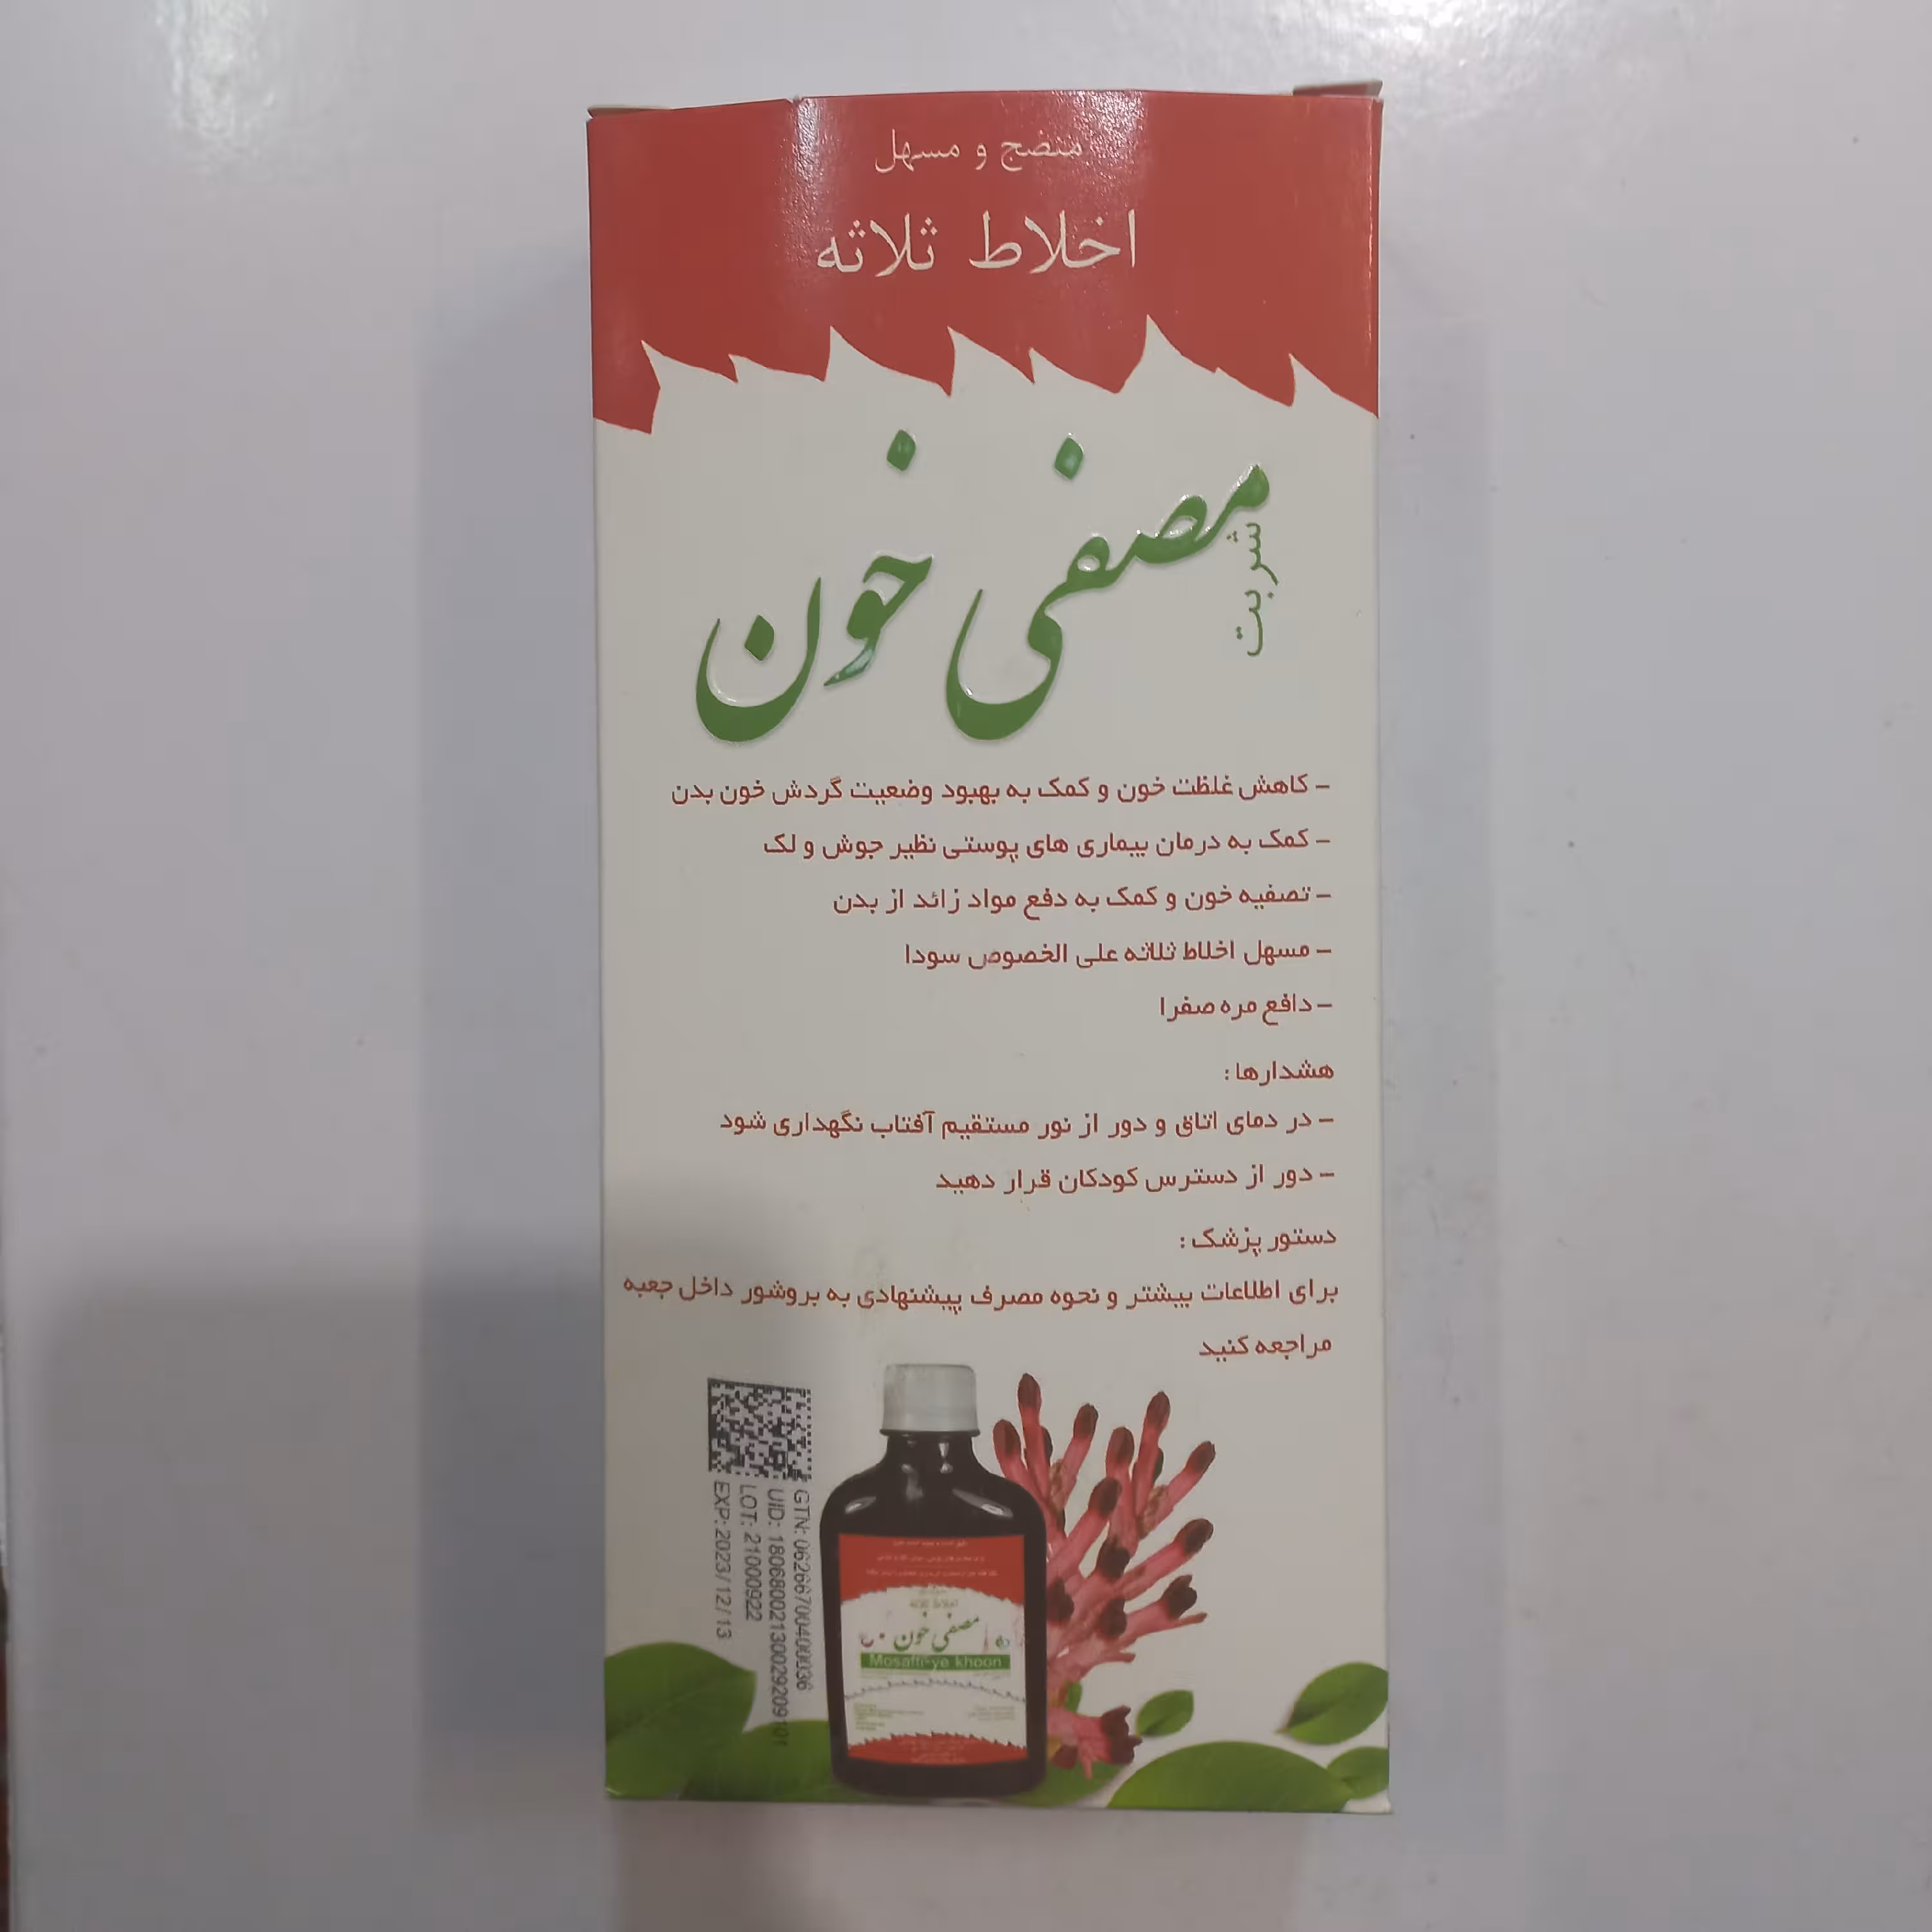 منضج و مسهل
اخلاط ثلاثه
شربت
مصفی خون
- کاهش غلظت خون و کمک به بهبود وضعیت گردش خون بدن
- کمک به درمان بیماری های پوستی نظیر جوش و لک
- تصفیه خون و کمک به دفع مواد زائد از بدن
- مسهل اخلاط ثلاثه علی الخصوص سودا
- دافع مره صفرا
هشدارها :
- در دمای اتاق و دور از نور مستقیم آفتاب نگهداری شود
- دور از دسترس کودکان قرار دهید
دستور پزشک :
برای اطلاعات بیشتر و نحوه مصرف پیشنهادی به بروشور داخل جعبه
مراجعه کنید
GTN: 06266700400036
UID: 18068002130029209101
LOT: 21000922
EXP: 2023/12/13
اخلاط ثلاثه
مصفی خون
Mosaffi-ye khoon